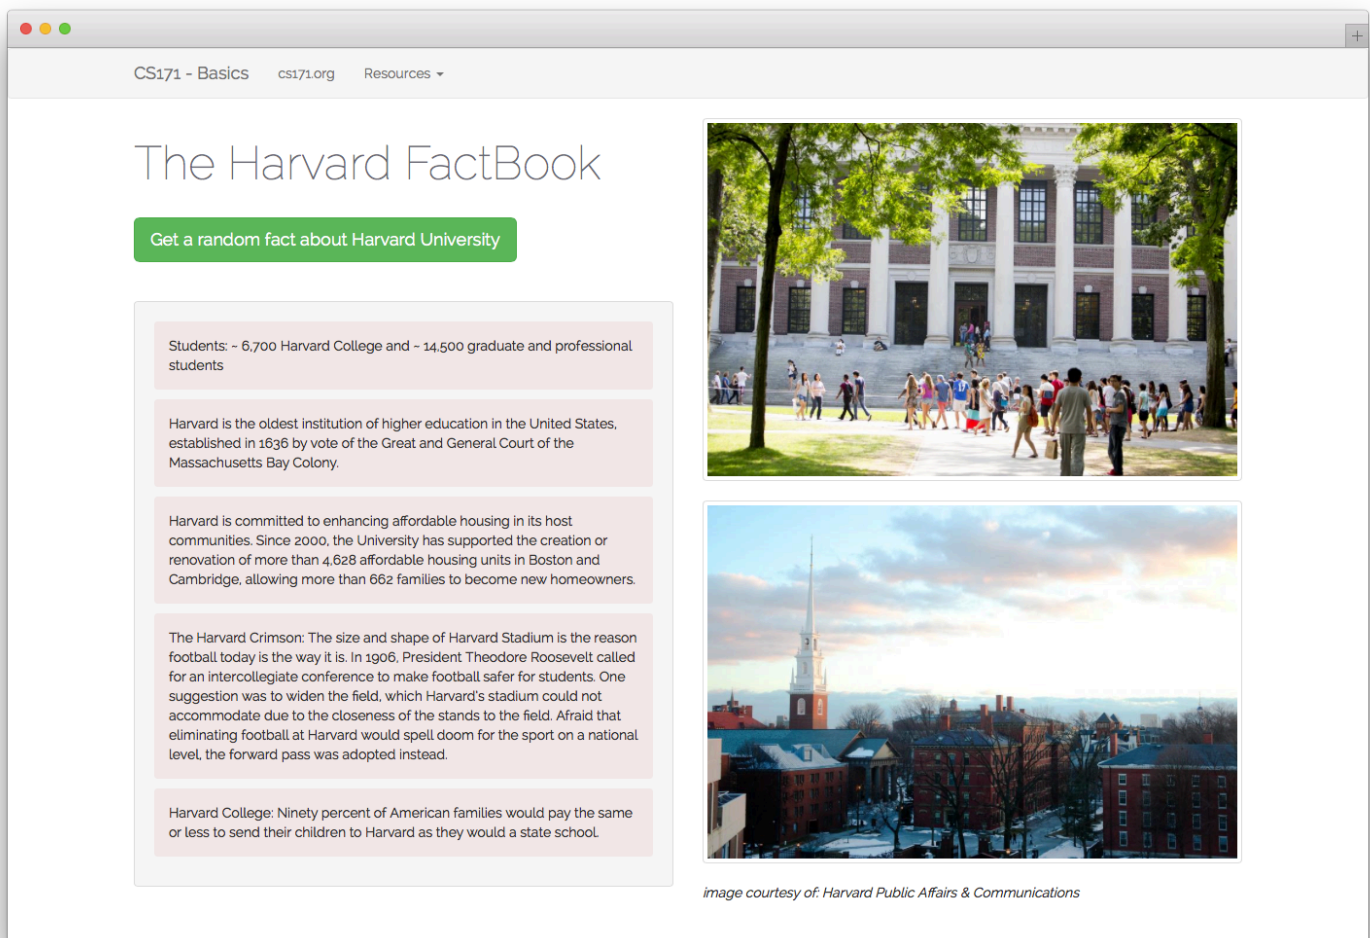 CS171 - Basics
cs171.org
Resources
The Harvard FactBook
Get a random fact about Harvard University
Students: ~ 6,700 Harvard College and ~ 14,500 graduate and professional
students
Harvard is the oldest institution of higher education in the United States,
established in 1636 by vote of the Great and General Court of the
Massachusetts Bay Colony.
Harvard is committed to enhancing affordable housing in its host
communities. Since 2000, the University has supported the creation or
renovation of more than 4,628 affordable housing units in Boston and
Cambridge, allowing more than 662 families to become new homeowners.
The Harvard Crimson: The size and shape of Harvard Stadium is the reason
football today is the way it is. In 1906, President Theodore Roosevelt called
for an intercollegiate conference to make football safer for students. One
suggestion was to widen the field, which Harvard's stadium could not
accommodate due to the closeness of the stands to the field. Afraid that
eliminating football at Harvard would spell doom for the sport on a national
level, the forward pass was adopted instead.
Harvard College: Ninety percent of American families would pay the same
or less to send their children to Harvard as they would a state school.
image courtesy of: Harvard Public Affairs & Communications